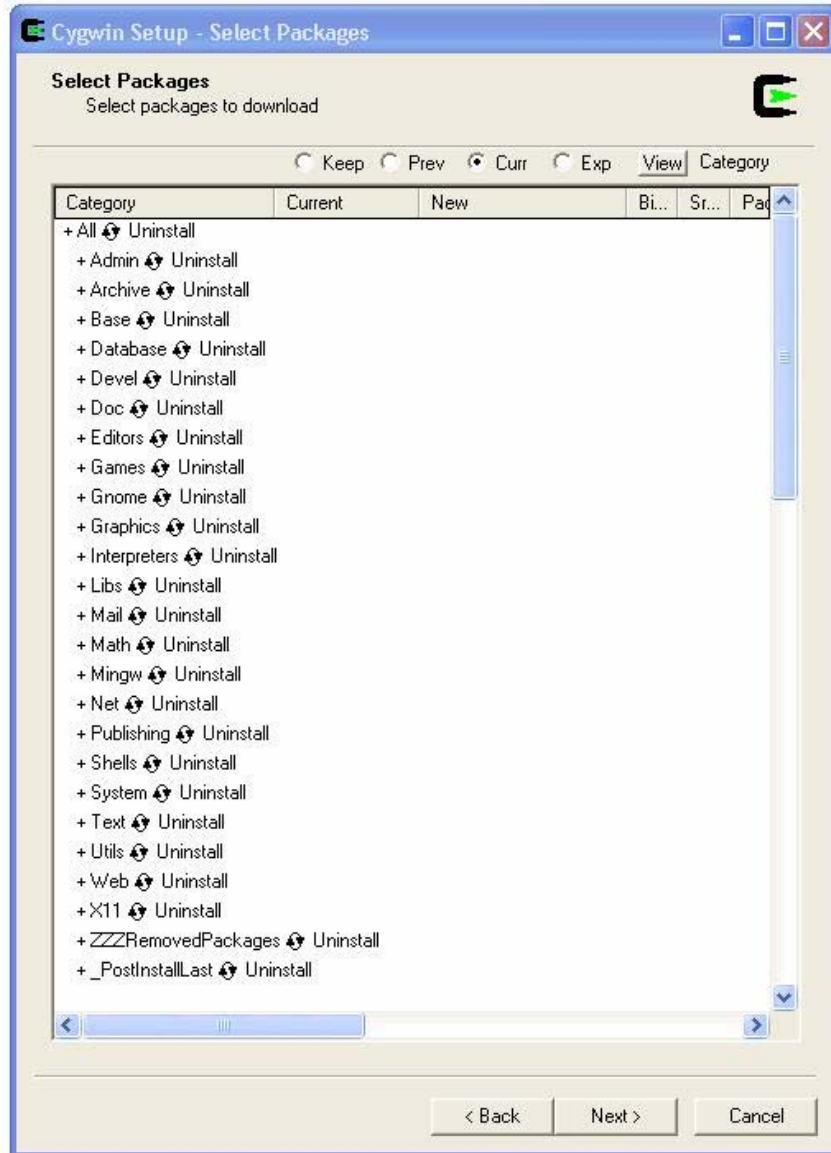 Cygwin Setup - Select Packages
Select Packages
Select packages to download
Keep Prev Curr Exp View Category
Category Current New Bi... Sr... Pac
+ All Uninstall
+ Admin Uninstall
+ Archive Uninstall
+ Base Uninstall
+ Database Uninstall
+ Devel Uninstall
+ Doc Uninstall
+ Editors Uninstall
+ Games Uninstall
+ Gnome Uninstall
+ Graphics Uninstall
+ Interpreters Uninstall
+ Libs Uninstall
+ Mail Uninstall
+ Math Uninstall
+ Mingw Uninstall
+ Net Uninstall
+ Publishing Uninstall
+ Shells Uninstall
+ System Uninstall
+ Text Uninstall
+ Utils Uninstall
+ Web Uninstall
+ X11 Uninstall
+ ZZZRemovedPackages Uninstall
+ _PostInstallLast Uninstall
< Back Next > Cancel